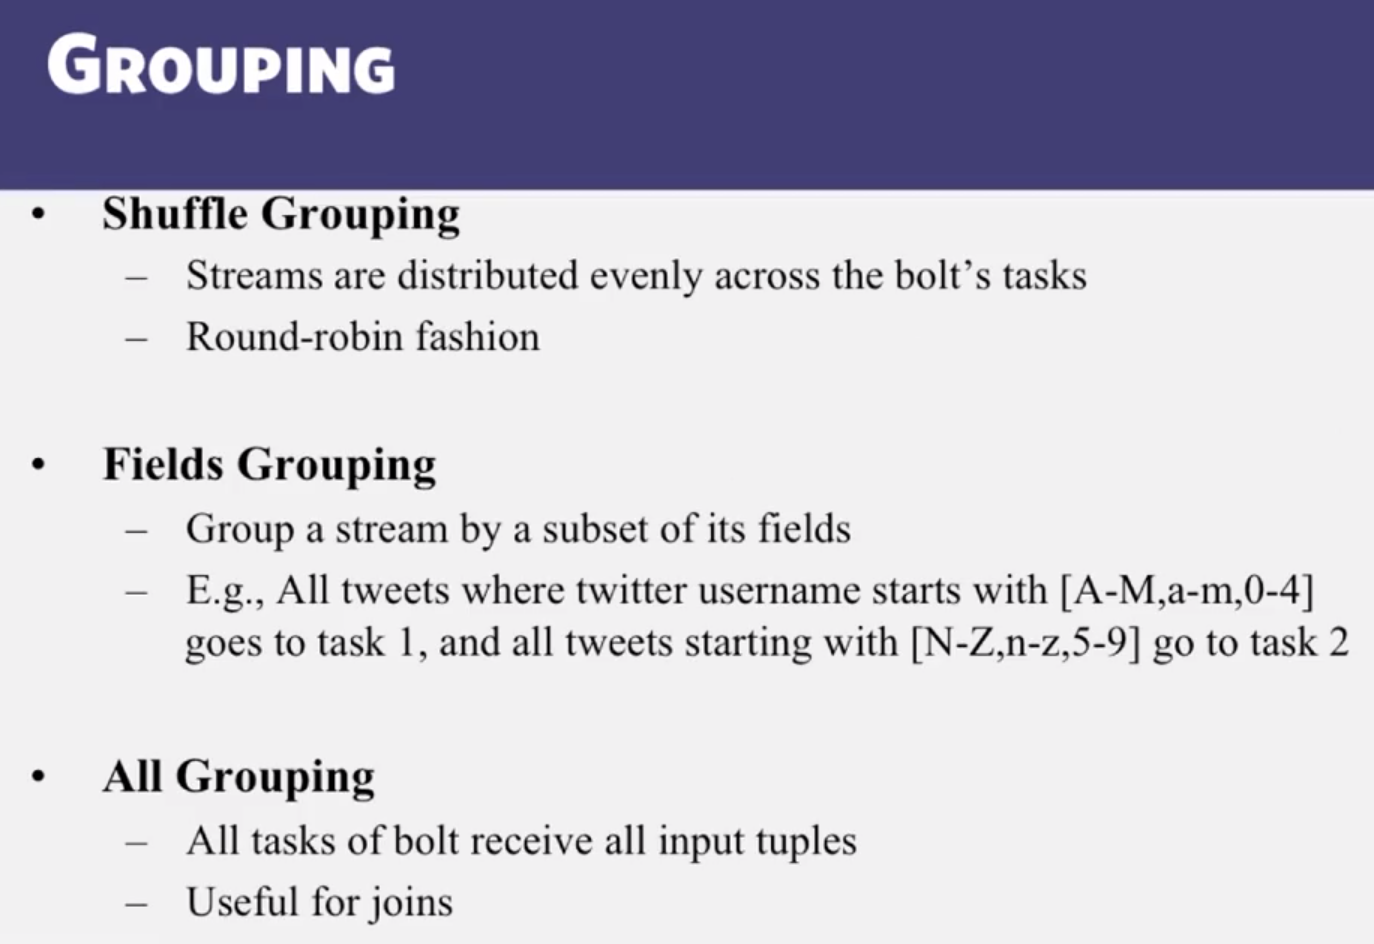 GROUPING
• Shuffle Grouping
– Streams are distributed evenly across the bolt’s tasks
– Round-robin fashion
• Fields Grouping
– Group a stream by a subset of its fields
– E.g., All tweets where twitter username starts with [A-M,a-m,0-4]
goes to task 1, and all tweets starting with [N-Z,n-z,5-9] go to task 2
• All Grouping
– All tasks of bolt receive all input tuples
– Useful for joins